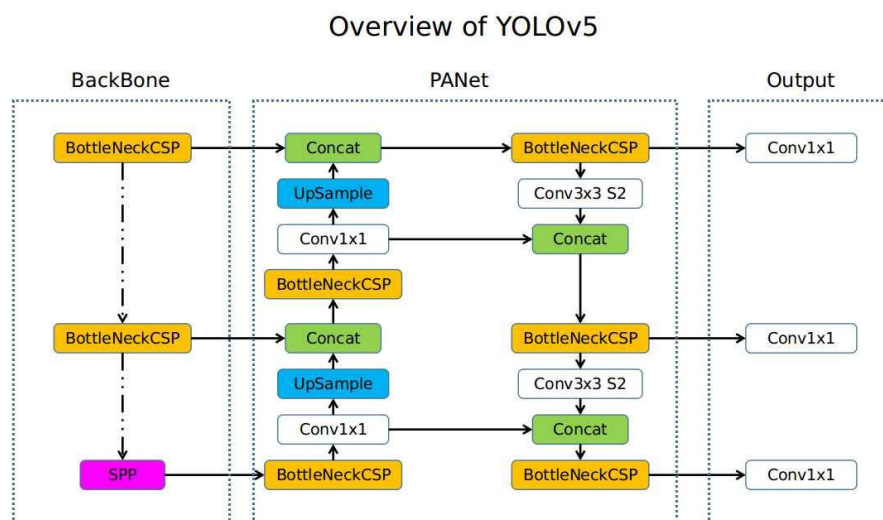 Overview of YOLOv5
BackBone
PANet
Output
BottleNeckCSP
Concat
BottleNeckCSP
Conv1x1
UpSample
Conv3x3 S2
Conv1x1
Concat
BottleNeckCSP
BottleNeckCSP
Concat
BottleNeckCSP
Conv1x1
UpSample
Conv3x3 S2
Conv1x1
Concat
SPP
BottleNeckCSP
BottleNeckCSP
Conv1x1